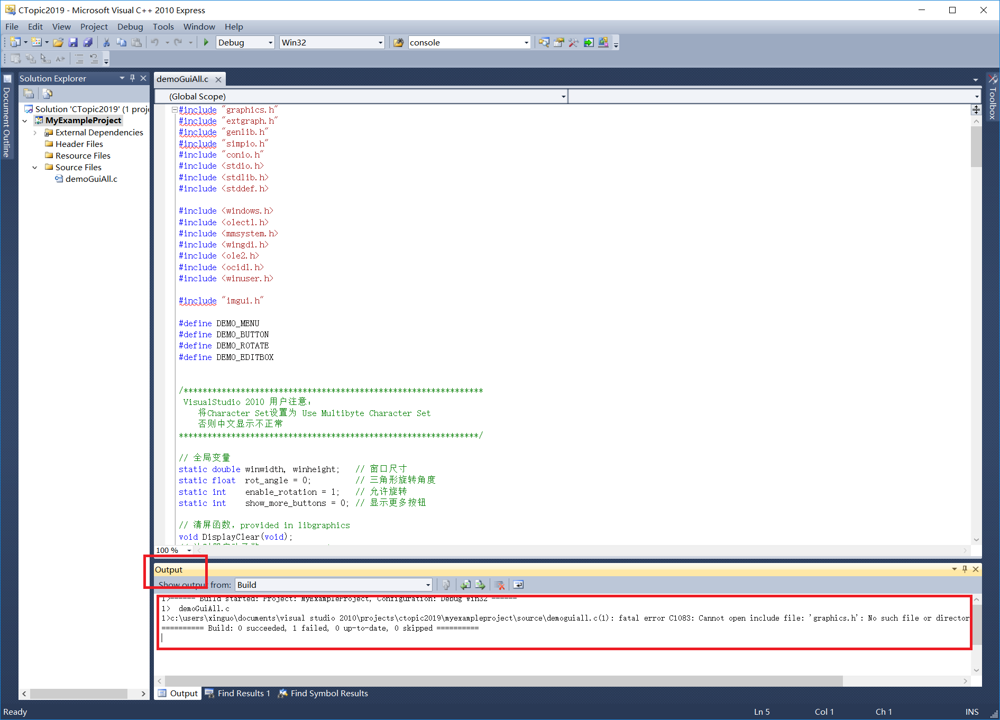 CTopic2019 - Microsoft Visual C++ 2010 Express
File Edit View Project Debug Tools Window Help
Debug Win32 console
Document Outline
Solution Explorer
Solution 'CTopic2019' (1 proje
MyExampleProject
External Dependencies
Header Files
Resource Files
Source Files
demoGuiAll.c
demoGuiAll.c
(Global Scope)
Toolbox
#include "graphics.h"
#include "extgraph.h"
#include "genlib.h"
#include "simpio.h"
#include "conio.h"
#include <stdio.h>
#include <stdlib.h>
#include <stddef.h>
#include <windows.h>
#include <olectl.h>
#include <mmsystem.h>
#include <wingdi.h>
#include <ole2.h>
#include <ocidl.h>
#include <winuser.h>
#include "imgui.h"
#define DEMO_MENU
#define DEMO_BUTTON
#define DEMO_ROTATE
#define DEMO_EDITBOX
/***************************************************************
VisualStudio 2010 用户注意：
将Character Set设置为 Use Multibyte Character Set
否则中文显示不正常
***************************************************************/
// 全局变量
static double winwidth, winheight; // 窗口尺寸
static float rot_angle = 0; // 三角形旋转角度
static int enable_rotation = 1; // 允许旋转
static int show_more_buttons = 0; // 显示更多按钮
// 清屏函数，provided in libgraphics
void DisplayClear(void);
100 %
Output
Show output from: Build
1>------ Build started: Project: MyExampleProject, Configuration: Debug Win32 ------
1> demoGuiAll.c
1>c:\users\xinguo\documents\visual studio 2010\projects\ctopic2019\myexampleproject\source\demoguiall.c(1): fatal error C1083: Cannot open include file: 'graphics.h': No such file or director
========== Build: 0 succeeded, 1 failed, 0 up-to-date, 0 skipped ==========
Output Find Results 1 Find Symbol Results
Ready Ln 5 Col 1 Ch 1 INS